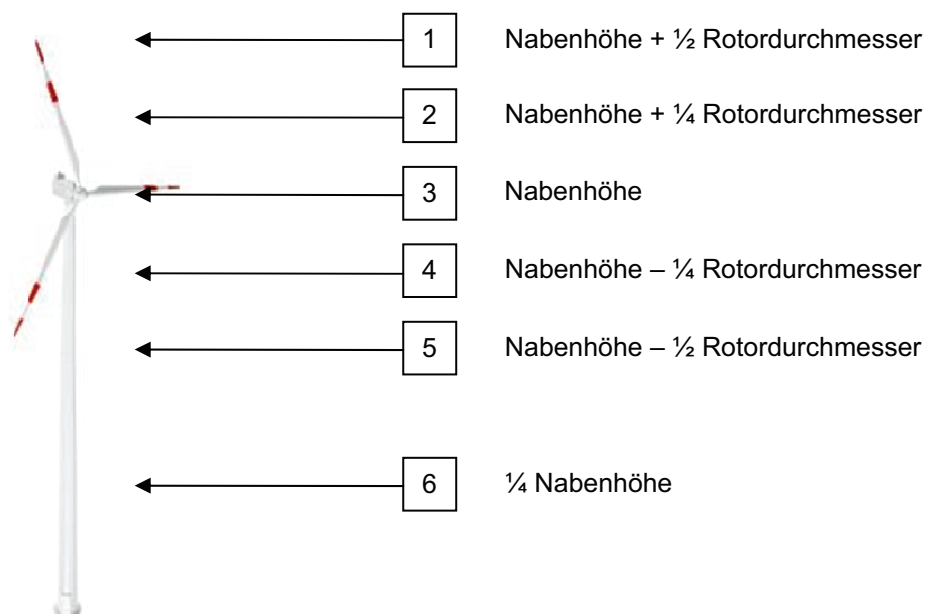 1 Nabenhöhe + ½ Rotordurchmesser
2 Nabenhöhe + ¼ Rotordurchmesser
3 Nabenhöhe
4 Nabenhöhe – ¼ Rotordurchmesser
5 Nabenhöhe – ½ Rotordurchmesser
6 ¼ Nabenhöhe